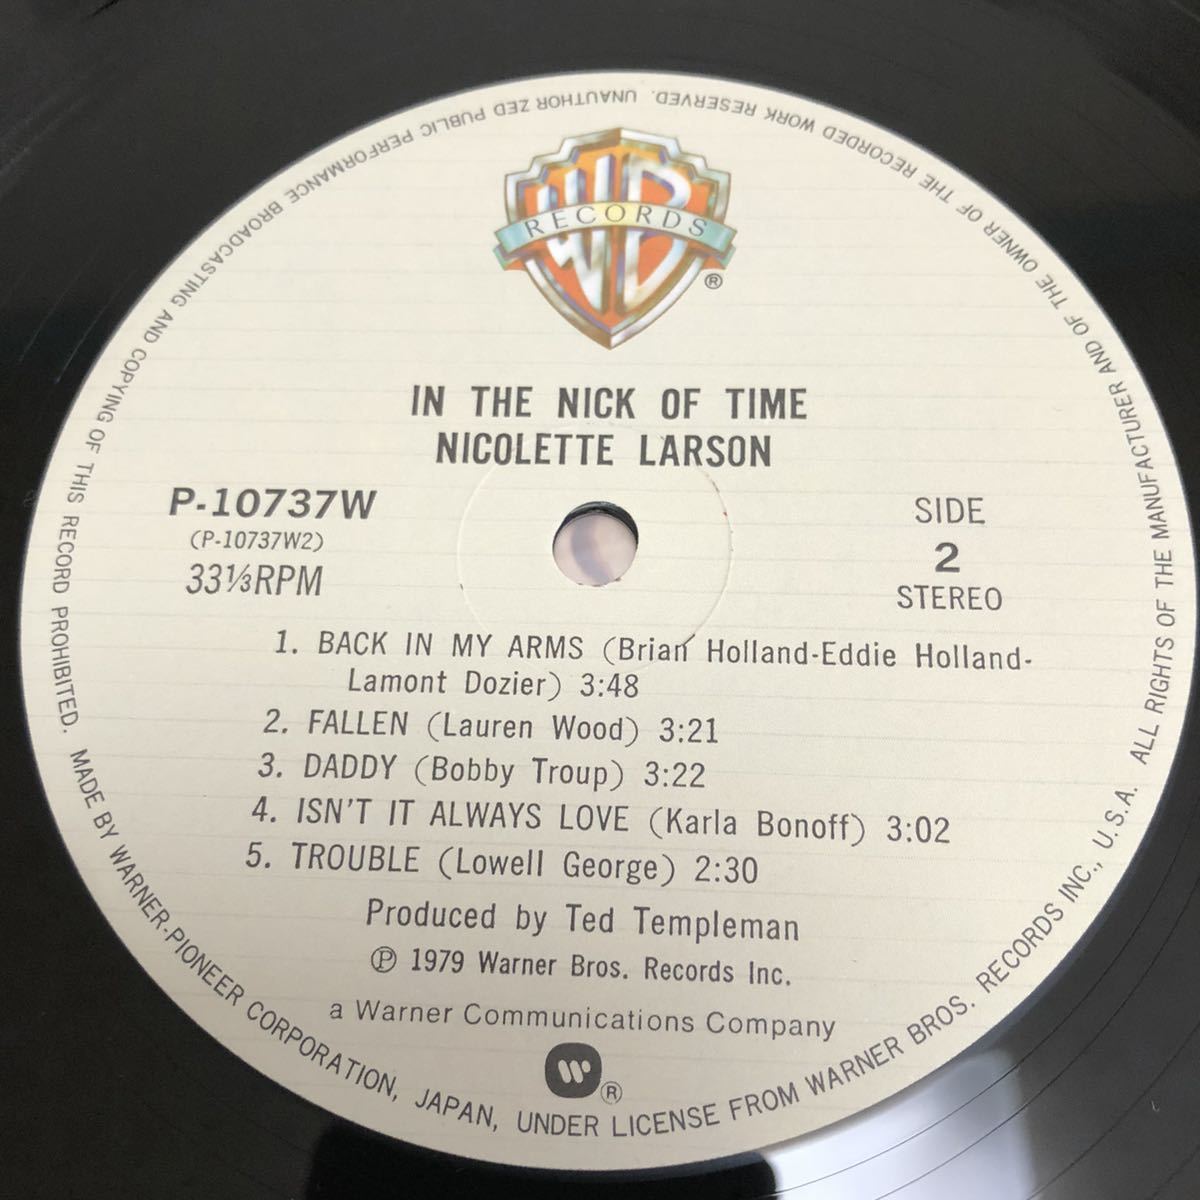 WB
RECORDS
®
IN THE NICK OF TIME
NICOLETTE LARSON
P-10737W
(P-10737W2)
33⅓RPM
SIDE
2
STEREO
1. BACK IN MY ARMS (Brian Holland-Eddie Holland-
Lamont Dozier) 3:48
2. FALLEN (Lauren Wood) 3:21
3. DADDY (Bobby Troup) 3:22
4. ISN'T IT ALWAYS LOVE (Karla Bonoff) 3:02
5. TROUBLE (Lowell George) 2:30
Produced by Ted Templeman
℗ 1979 Warner Bros. Records Inc.
a Warner Communications Company
®
MADE BY WARNER-PIONEER CORPORATION, JAPAN, UNDER LICENSE FROM WARNER BROS. RECORDS INC., U.S.A. ALL RIGHTS OF THE MANUFACTURER AND OF THE OWNER OF THE RECORDED WORK RESERVED. UNAUTHOR ZED PUBLIC PERFORMANCE BROADCASTING AND COPYING OF THIS RECORD PROHIBITED.